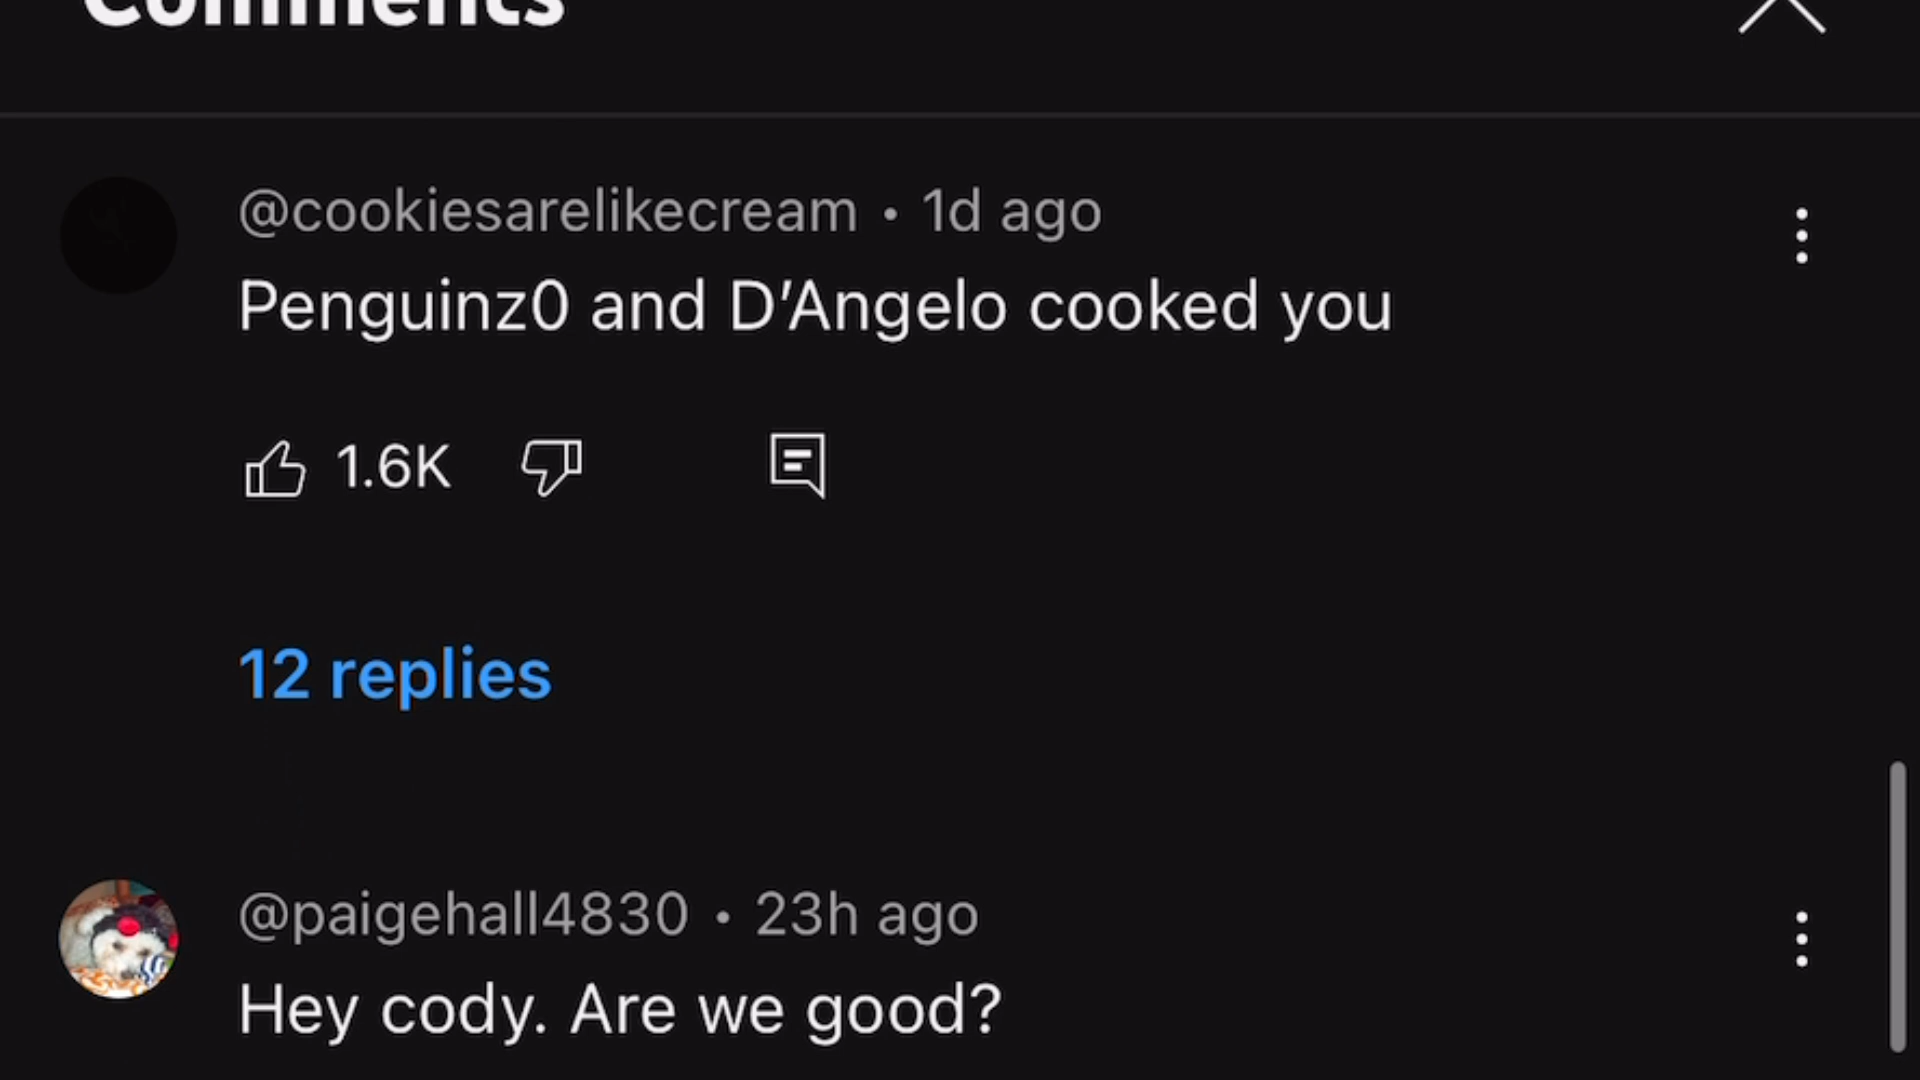 Comments
@cookiesarelikecream • 1d ago
Penguinz0 and D’Angelo cooked you
1.6K
12 replies
@paigehall4830 • 23h ago
Hey cody. Are we good?